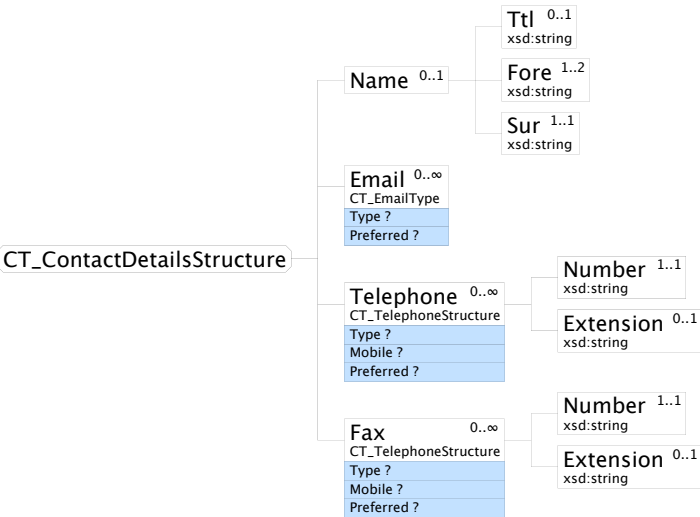 CT_ContactDetailsStructure
Name 0..1
Ttl 0..1
xsd:string
Fore 1..2
xsd:string
Sur 1..1
xsd:string
Email 0..∞
CT_EmailType
Type ?
Preferred ?
Telephone 0..∞
CT_TelephoneStructure
Type ?
Mobile ?
Preferred ?
Number 1..1
xsd:string
Extension 0..1
xsd:string
Fax 0..∞
CT_TelephoneStructure
Type ?
Mobile ?
Preferred ?
Number 1..1
xsd:string
Extension 0..1
xsd:string